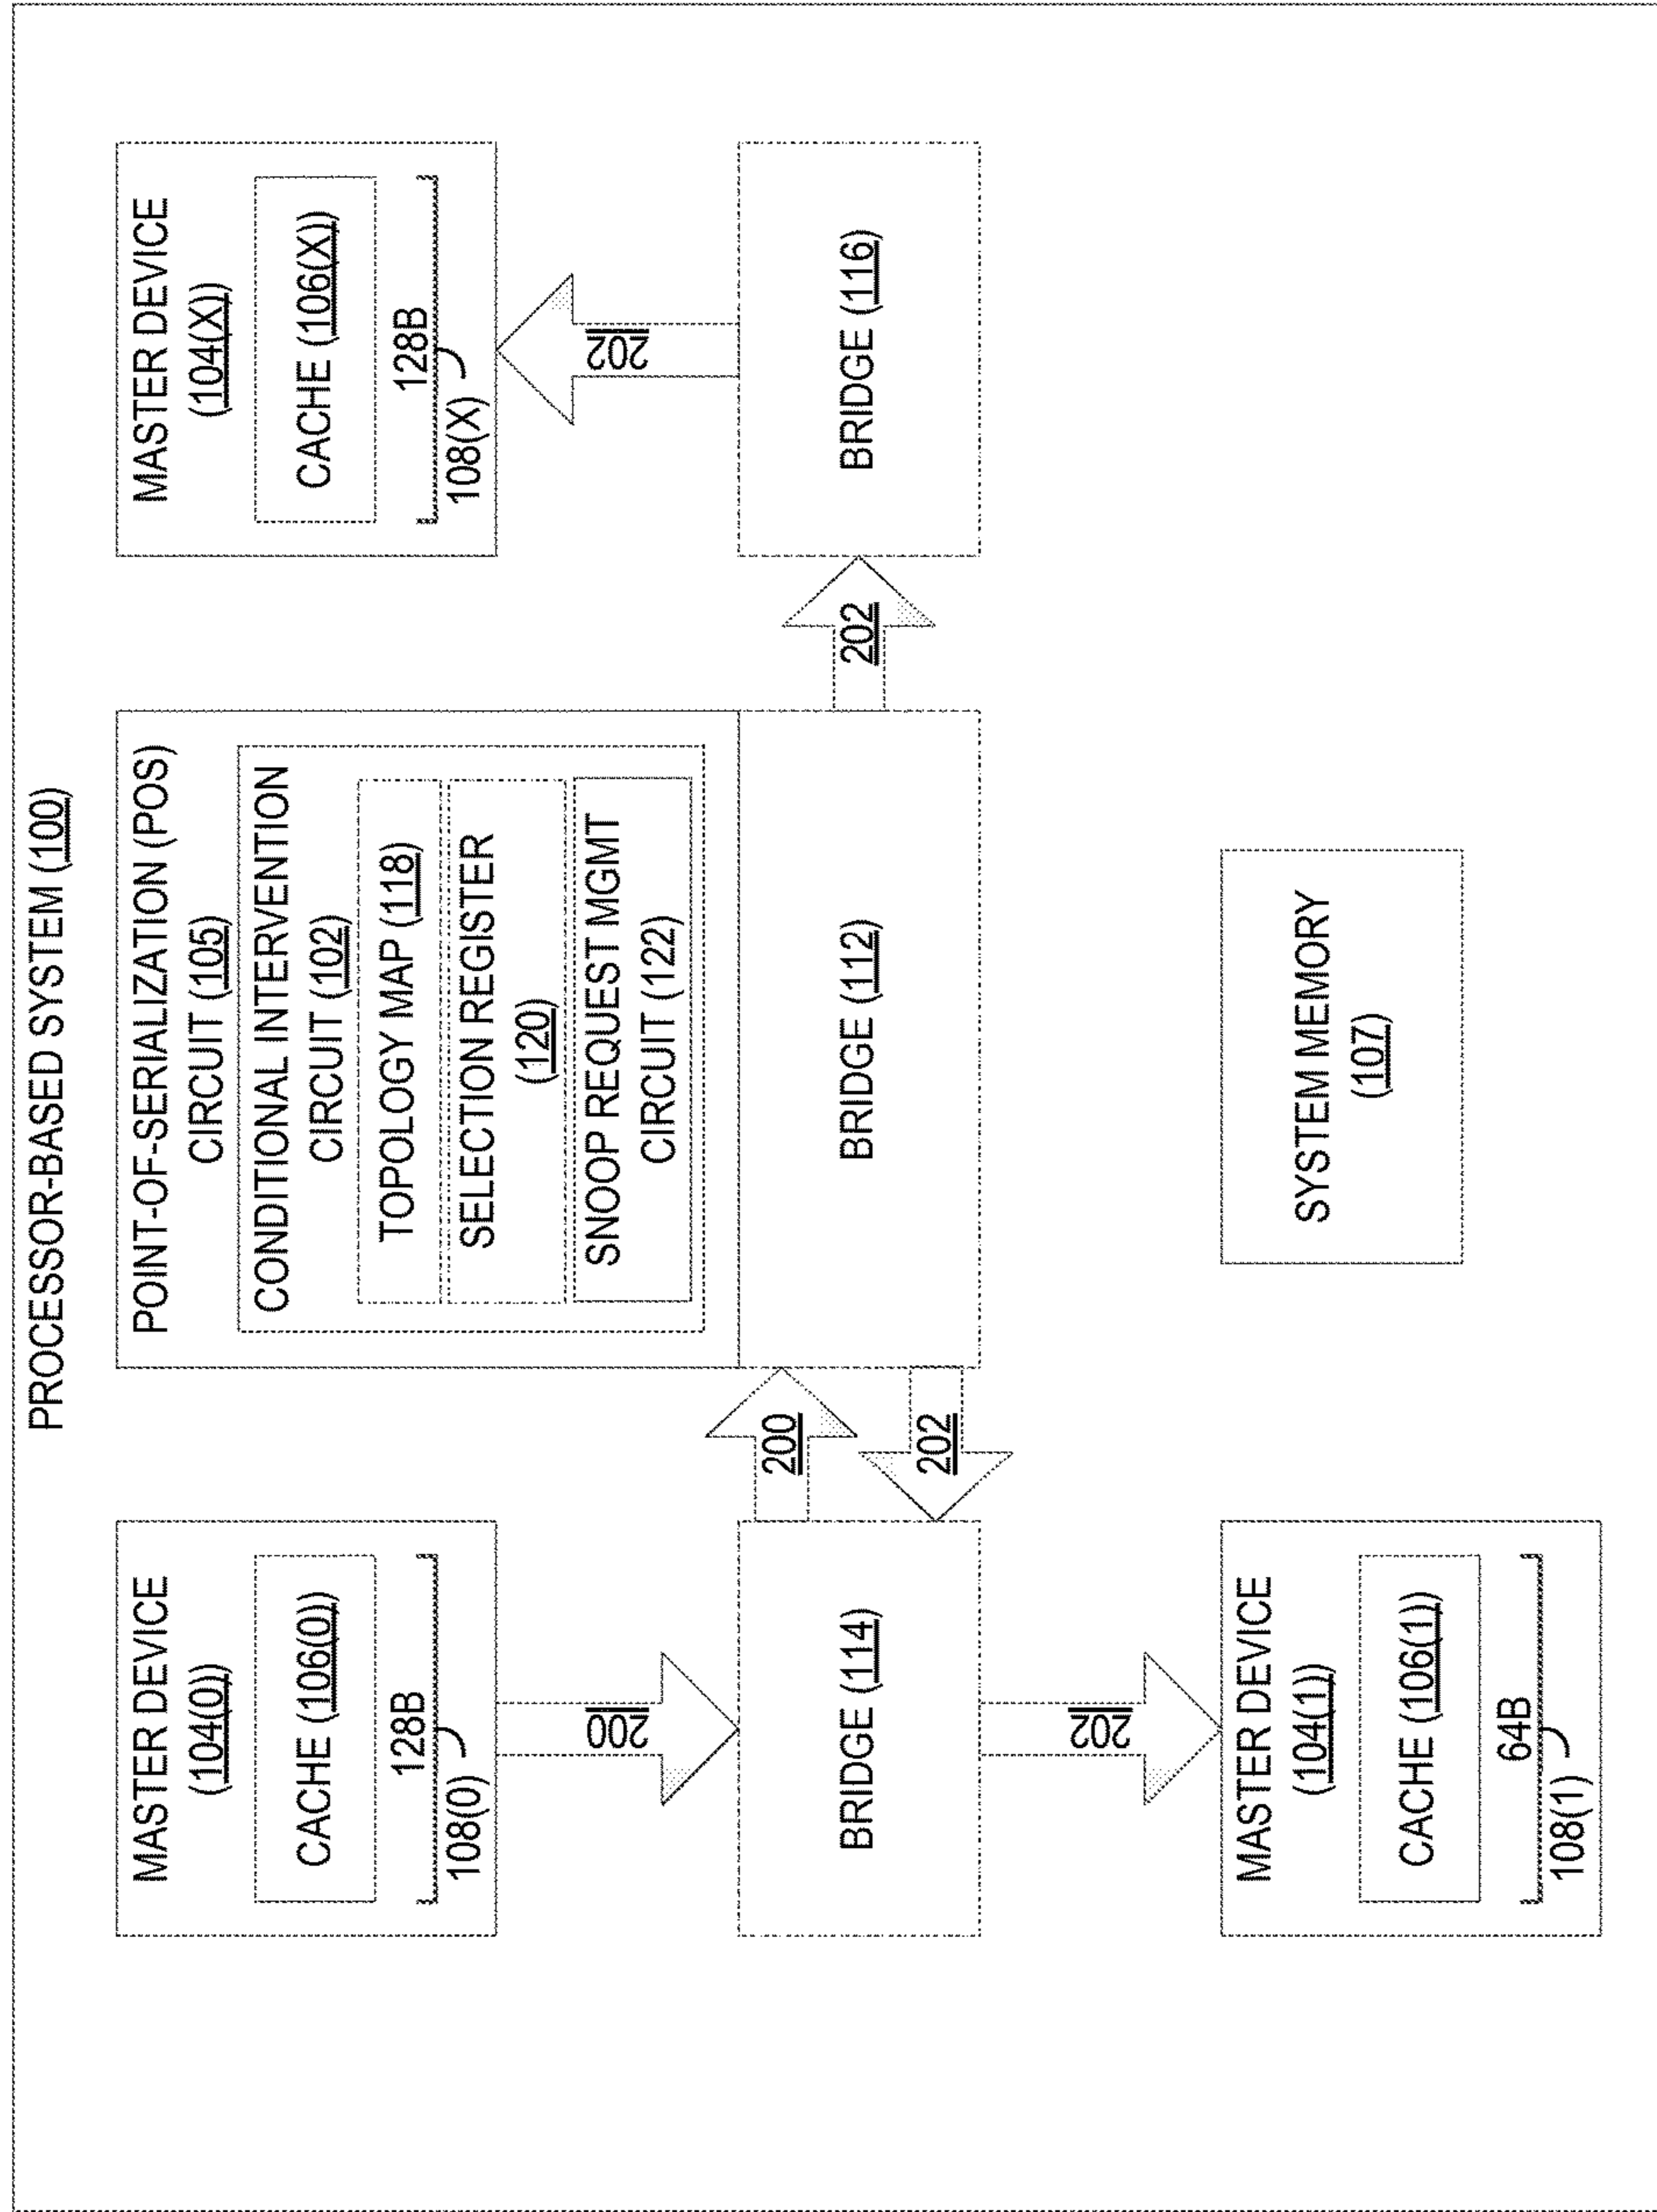 PROCESSOR-BASED SYSTEM (100)
MASTER DEVICE
(104(0))
CACHE (106(0))
128B
108(0)
200
BRIDGE (114)
202
MASTER DEVICE
(104(1))
CACHE (106(1))
64B
108(1)
200
202
POINT-OF-SERIALIZATION (POS)
CIRCUIT (105)
CONDITIONAL INTERVENTION
CIRCUIT (102)
TOPOLOGY MAP (118)
SELECTION REGISTER
(120)
SNOOP REQUEST MGMT
CIRCUIT (122)
BRIDGE (112)
SYSTEM MEMORY
(107)
202
MASTER DEVICE
(104(X))
CACHE (106(X))
128B
108(X)
202
BRIDGE (116)